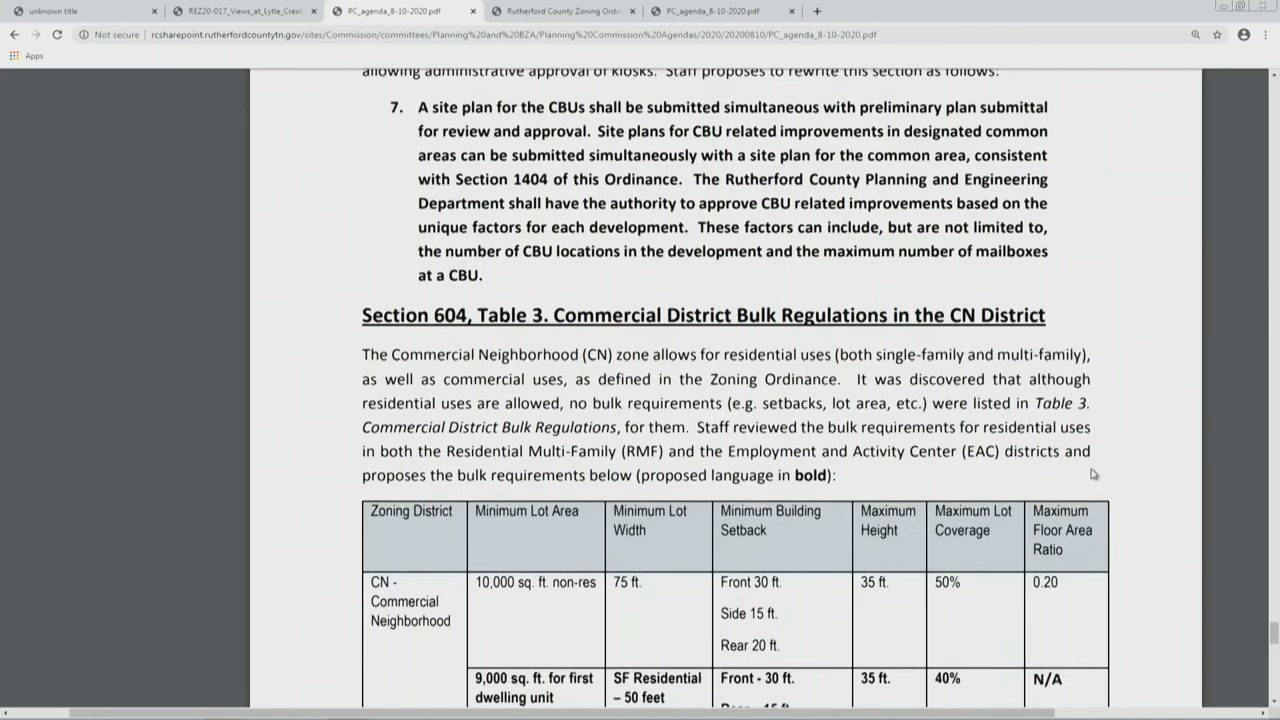 unknown title
REZ20-017_Views_at_Lytle_Creek
PC_agenda_8-10-2020.pdf
Rutherford County Zoning Ordin
PC_agenda_8-10-2020.pdf
Not secure | rcsharepoint.rutherfordcountytn.gov/sites/Commission/committees/Planning%20and%20BZA/Planning%20Commission%20Agendas/2020/20200810/PC_agenda_8-10-2020.pdf
Apps
allowing administrative approval of kiosks. Staff proposes to rewrite this section as follows:
7. A site plan for the CBUs shall be submitted simultaneous with preliminary plan submittal
for review and approval. Site plans for CBU related improvements in designated common
areas can be submitted simultaneously with a site plan for the common area, consistent
with Section 1404 of this Ordinance. The Rutherford County Planning and Engineering
Department shall have the authority to approve CBU related improvements based on the
unique factors for each development. These factors can include, but are not limited to,
the number of CBU locations in the development and the maximum number of mailboxes
at a CBU.
Section 604, Table 3. Commercial District Bulk Regulations in the CN District
The Commercial Neighborhood (CN) zone allows for residential uses (both single-family and multi-family),
as well as commercial uses, as defined in the Zoning Ordinance. It was discovered that although
residential uses are allowed, no bulk requirements (e.g. setbacks, lot area, etc.) were listed in Table 3.
Commercial District Bulk Regulations, for them. Staff reviewed the bulk requirements for residential uses
in both the Residential Multi-Family (RMF) and the Employment and Activity Center (EAC) districts and
proposes the bulk requirements below (proposed language in bold):
Zoning District Minimum Lot Area Minimum Lot Minimum Building Maximum Maximum Lot Maximum
Width Setback Height Coverage Floor Area
Ratio
CN - 10,000 sq. ft. non-res 75 ft. Front 30 ft. 35 ft. 50% 0.20
Commercial Side 15 ft.
Neighborhood Rear 20 ft.
9,000 sq. ft. for first SF Residential Front - 30 ft. 35 ft. 40% N/A
dwelling unit – 50 feet